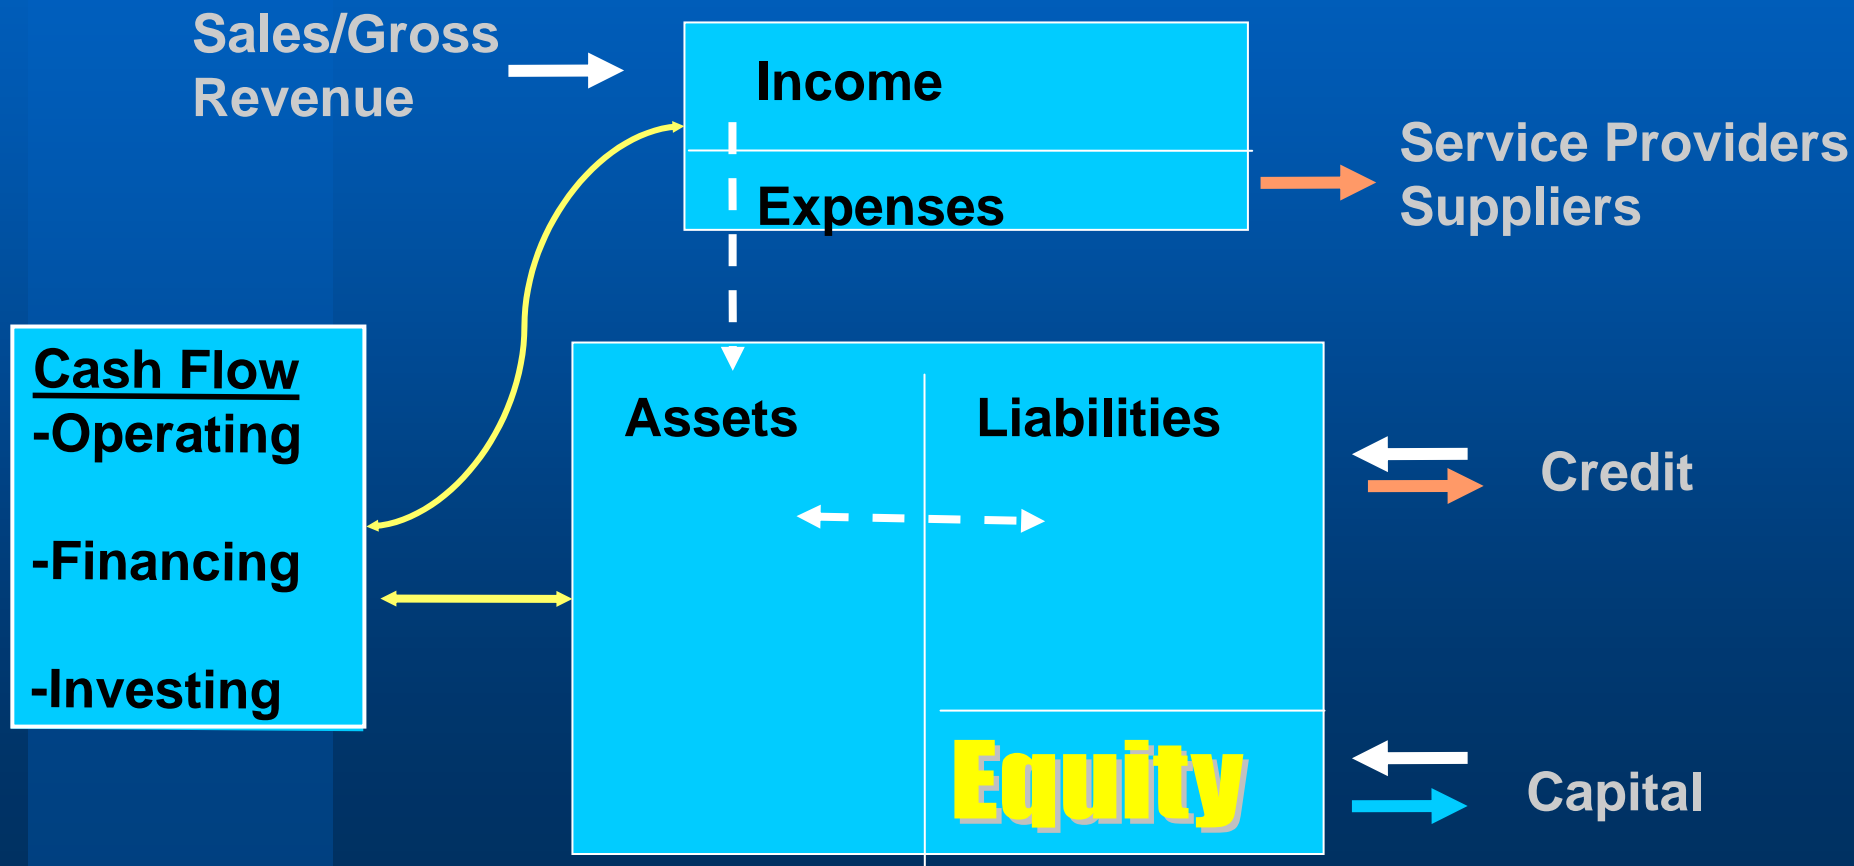 Sales/Gross
Revenue
Income
Expenses
Service Providers
Suppliers
Cash Flow
-Operating
-Financing
-Investing
Assets
Liabilities
Equity
Credit
Capital